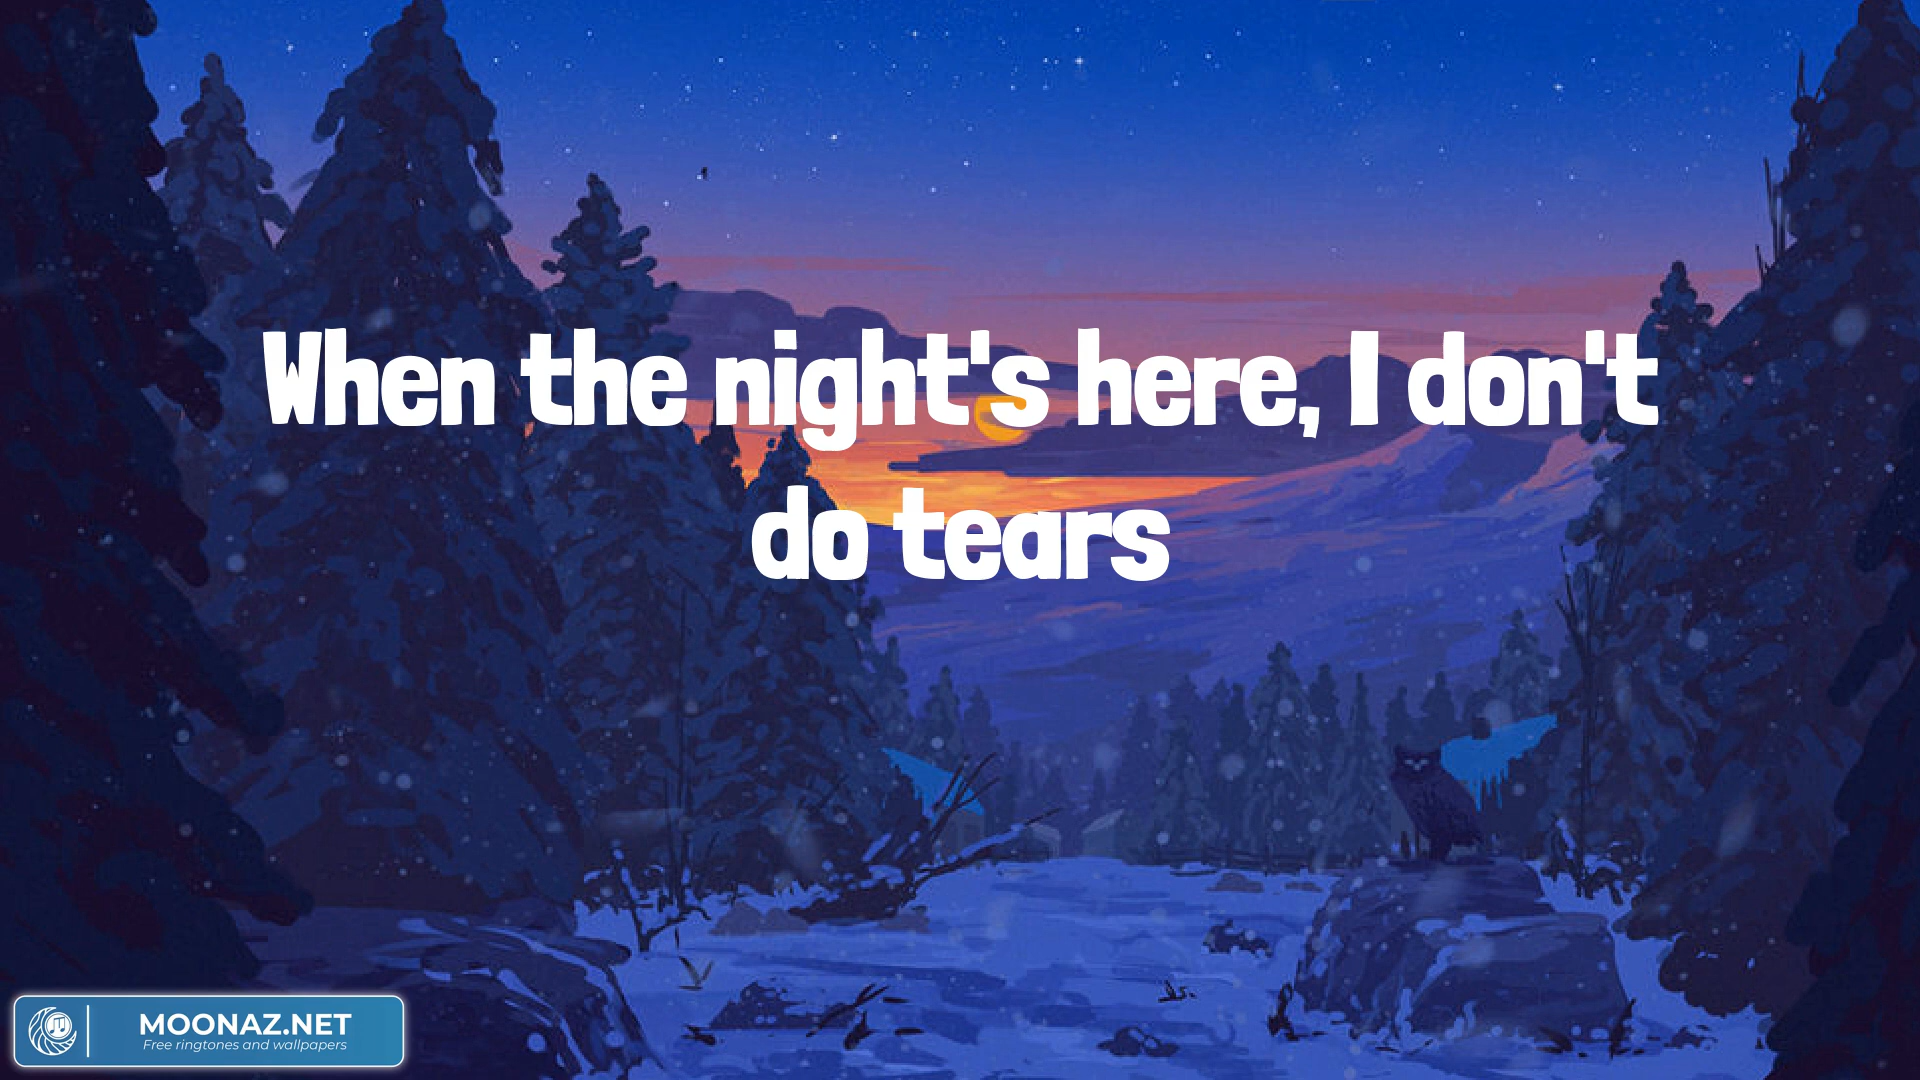 When the night's here, I don't
do tears
MOONAZ.NET
Free ringtones and wallpapers